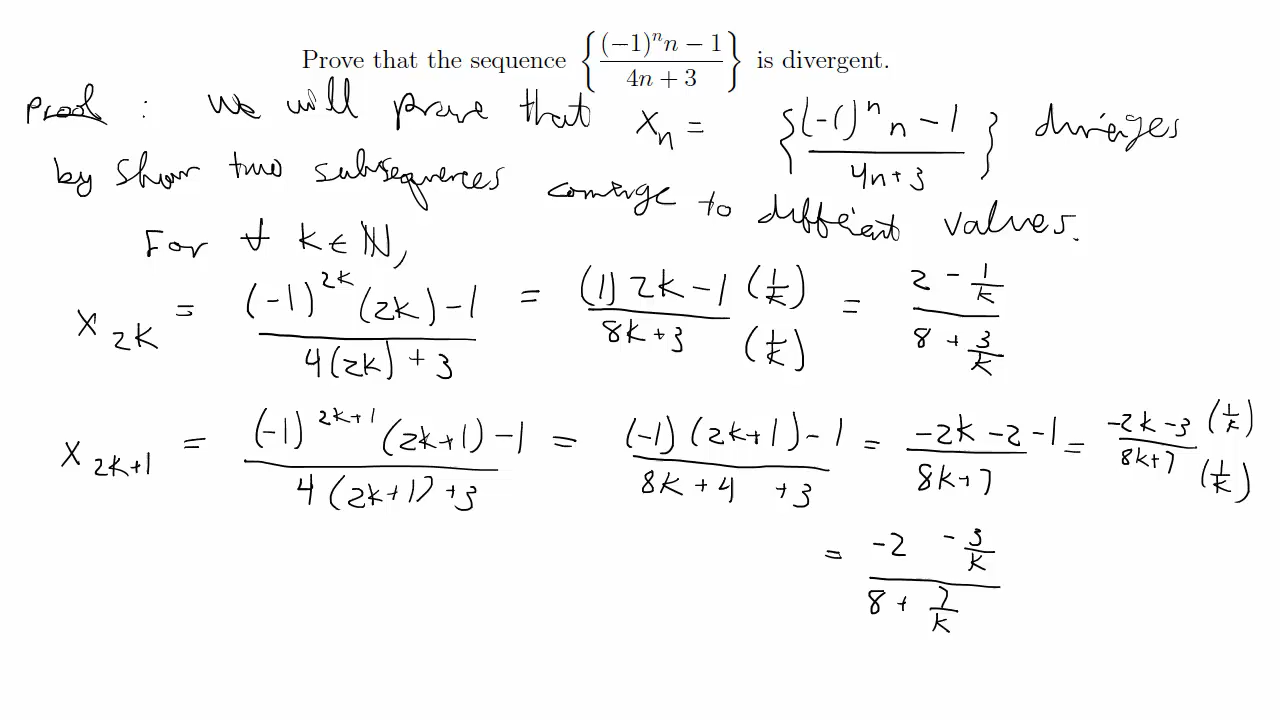 Prove that the sequence { ((-1)^n n - 1)/(4n + 3) } is divergent.
Proof : We will prove that x_n = { ((-1)^n n - 1)/(4n+3) } diverges
by show two subsequences converge to different values.
For ∀ k ∈ ℕ,
x_{2k} = ((-1)^{2k} (2k) - 1)/(4(2k) + 3) = ((1) 2k - 1)/(8k + 3) (1/k)/(1/k) = (2 - 1/k)/(8 + 3/k)
x_{2k+1} = ((-1)^{2k+1} (2k+1) - 1)/(4(2k+1) + 3) = ((-1) (2k+1) - 1)/(8k + 4 + 3) = (-2k - 2 - 1)/(8k + 7) = (-2k - 3)/(8k + 7) (1/k)/(1/k)
= (-2 - 3/k)/(8 + 7/k)